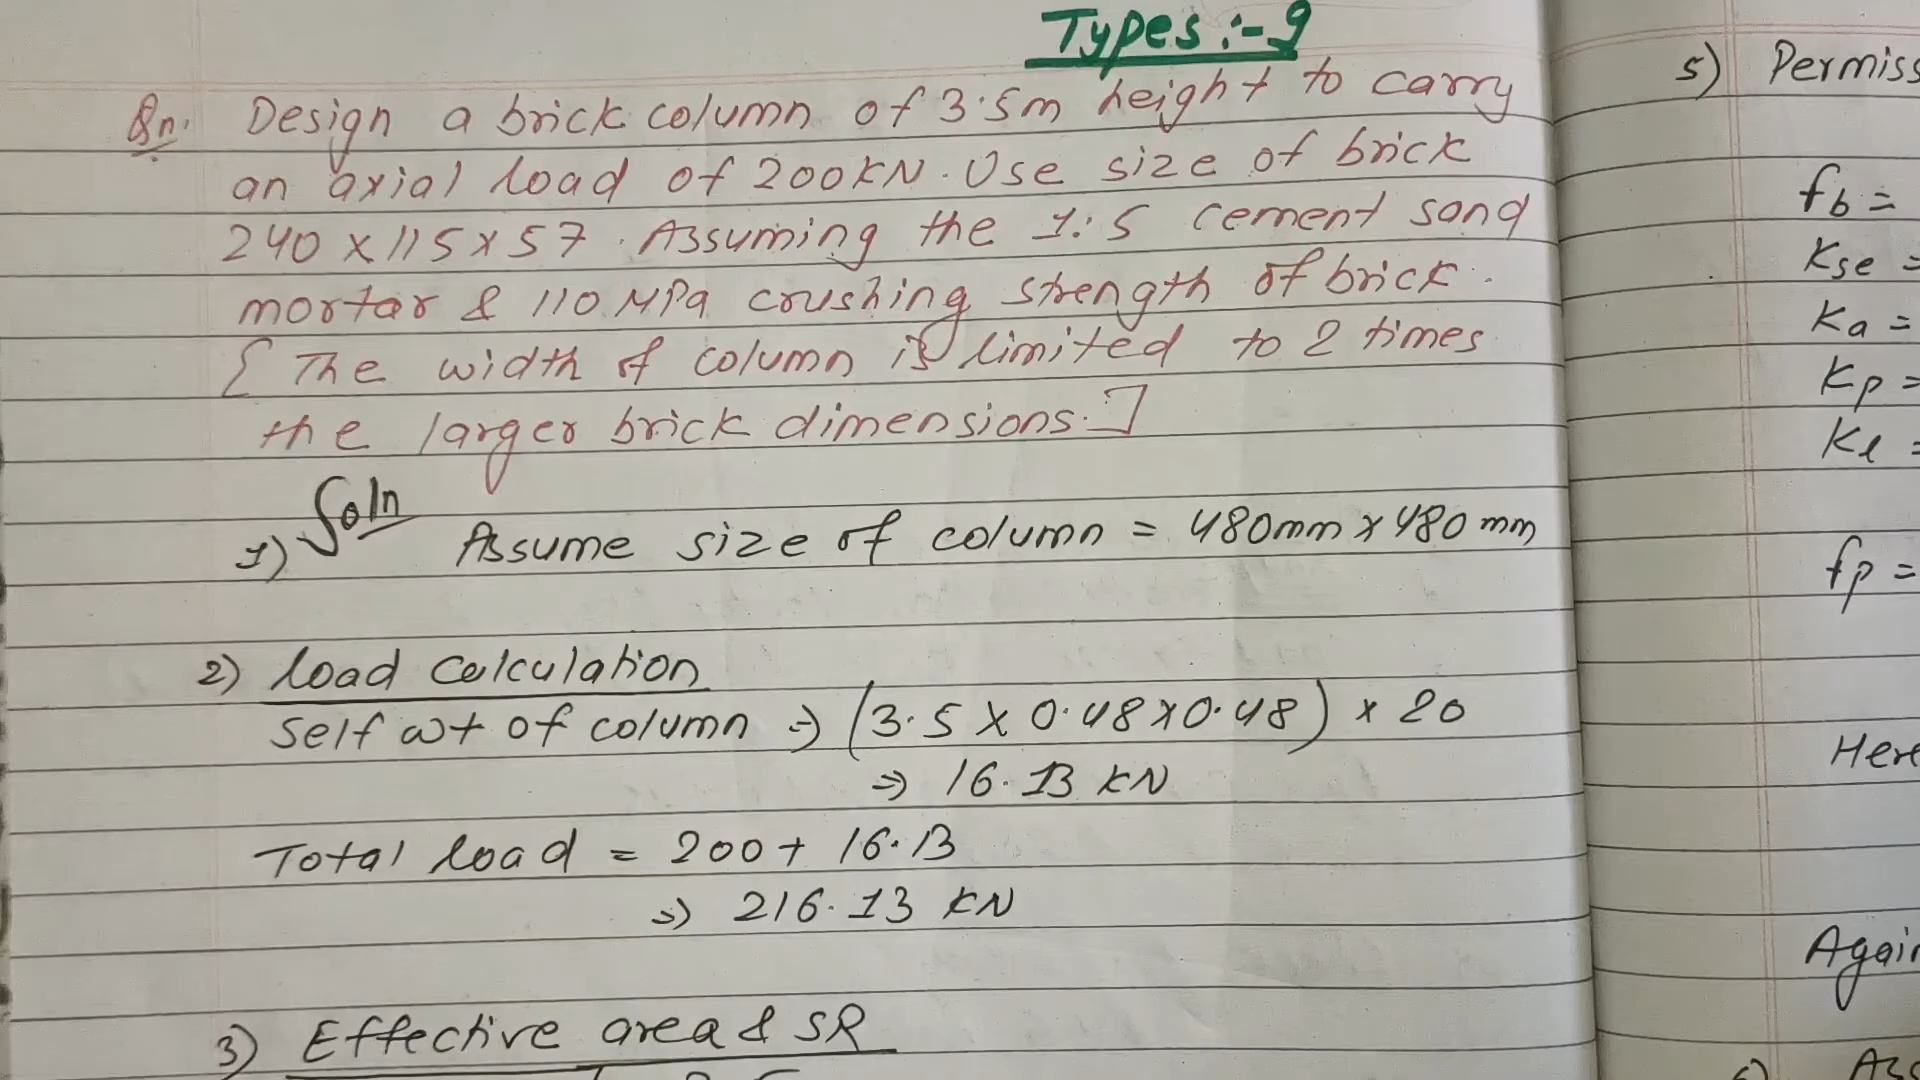 Types :- 9
Qn. Design a brick column of 3.5m height to carry
an axial load of 200KN. Use size of brick
240 x 115 x 57. Assuming the 1:5 cement sand
mortar & 110 MPa crushing strength of brick.
[ The width of column is limited to 2 times
the larger brick dimensions.]
Soln
1) Assume size of column = 480mm x 480 mm
2) load calculation
self wt of column => (3.5 x 0.48 x 0.48) x 20
=> 16.13 KN
Total load = 200 + 16.13
=> 216.13 KN
3) Effective area & SR
5) Permiss
fb =
Kse =
Ka =
Kp =
Kl =
fp =
Here
Again